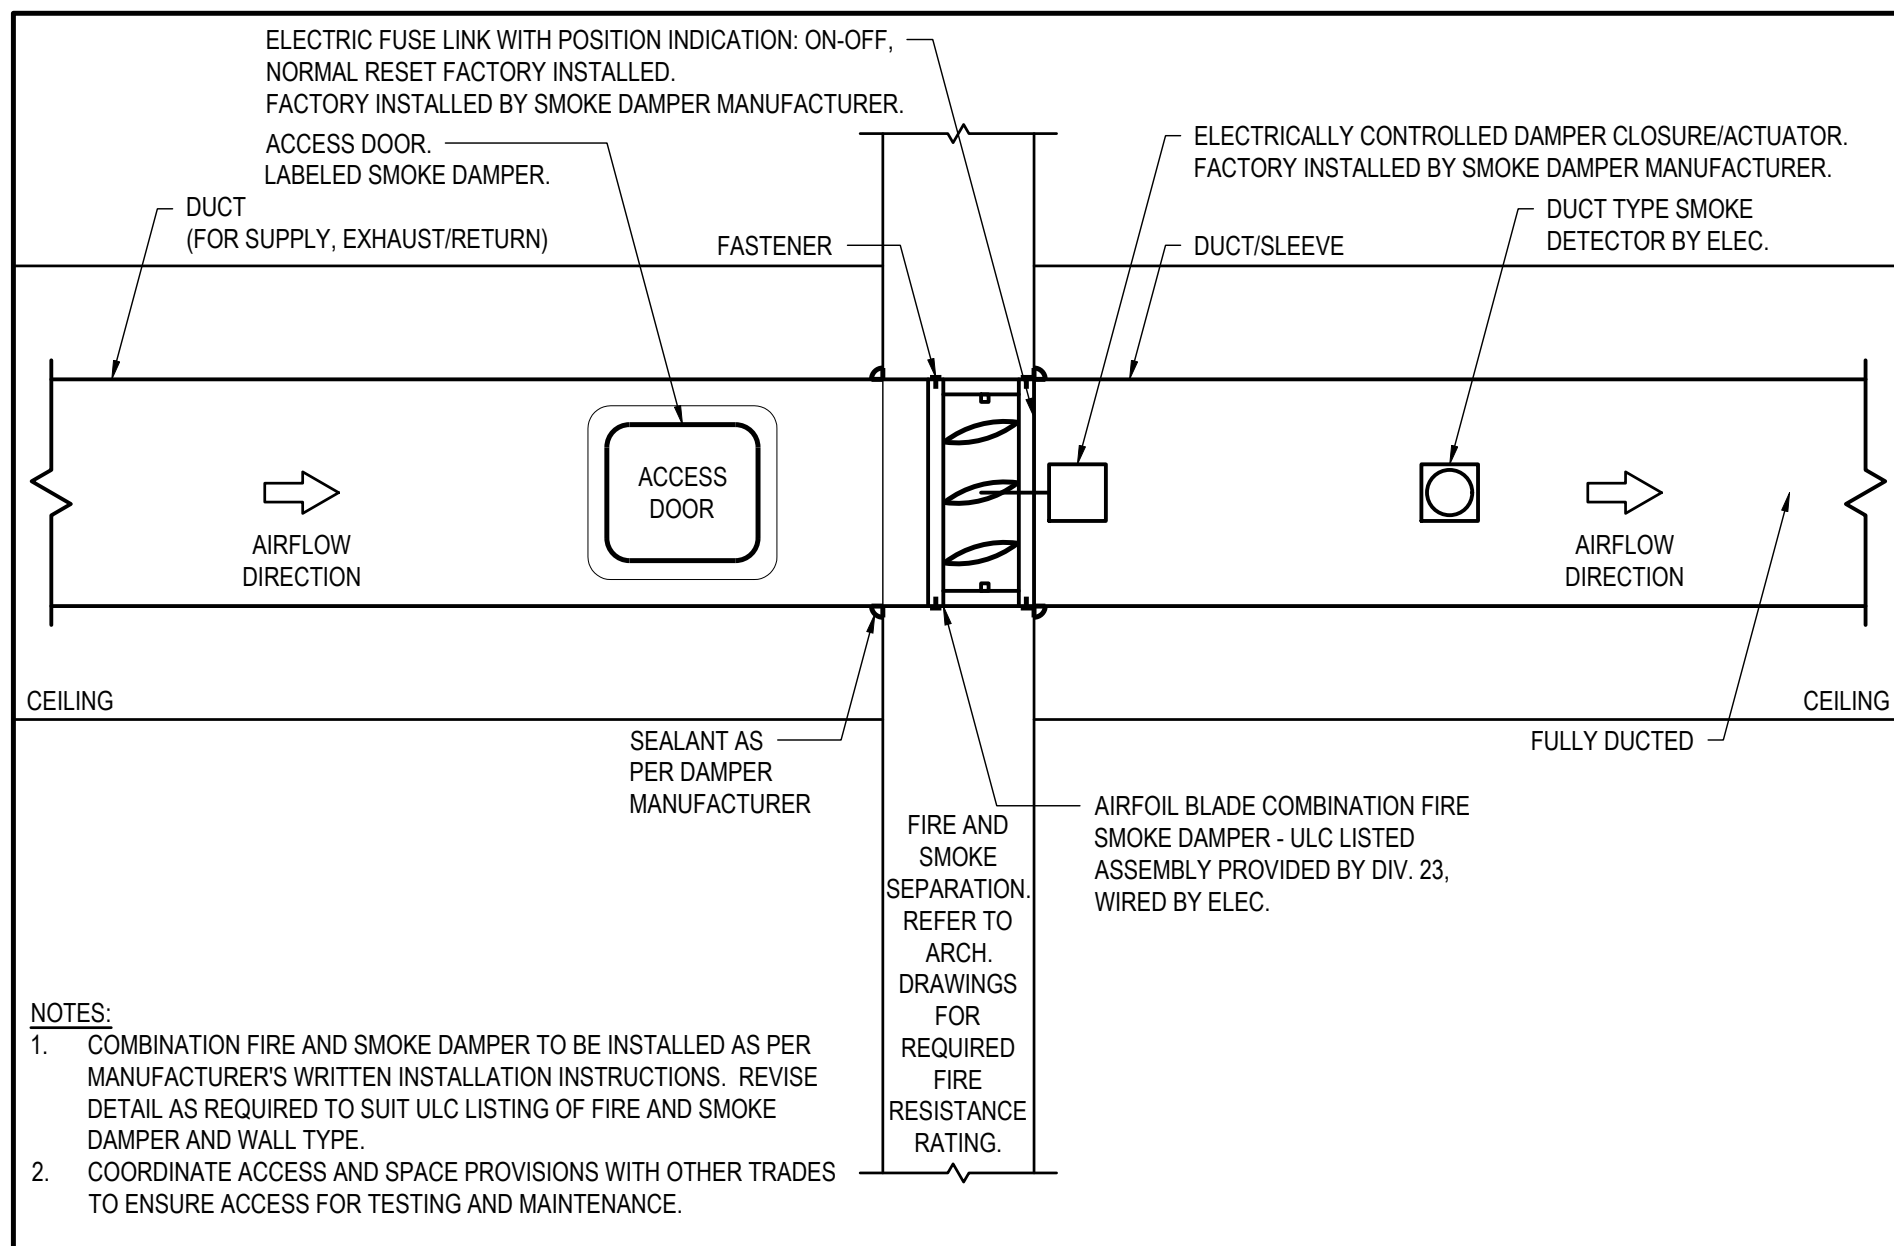 ELECTRIC FUSE LINK WITH POSITION INDICATION: ON-OFF,
NORMAL RESET FACTORY INSTALLED.
FACTORY INSTALLED BY SMOKE DAMPER MANUFACTURER.
ACCESS DOOR.
LABELED SMOKE DAMPER.
ELECTRICALLY CONTROLLED DAMPER CLOSURE/ACTUATOR.
FACTORY INSTALLED BY SMOKE DAMPER MANUFACTURER.
DUCT
(FOR SUPPLY, EXHAUST/RETURN)
FASTENER
DUCT/SLEEVE
DUCT TYPE SMOKE
DETECTOR BY ELEC.
ACCESS
DOOR
AIRFLOW
DIRECTION
AIRFLOW
DIRECTION
CEILING
CEILING
SEALANT AS
PER DAMPER
MANUFACTURER
FULLY DUCTED
AIRFOIL BLADE COMBINATION FIRE
SMOKE DAMPER - ULC LISTED
ASSEMBLY PROVIDED BY DIV. 23,
WIRED BY ELEC.
FIRE AND
SMOKE
SEPARATION.
REFER TO
ARCH.
DRAWINGS
FOR
REQUIRED
FIRE
RESISTANCE
RATING.
NOTES:
1. COMBINATION FIRE AND SMOKE DAMPER TO BE INSTALLED AS PER
MANUFACTURER'S WRITTEN INSTALLATION INSTRUCTIONS. REVISE
DETAIL AS REQUIRED TO SUIT ULC LISTING OF FIRE AND SMOKE
DAMPER AND WALL TYPE.
2. COORDINATE ACCESS AND SPACE PROVISIONS WITH OTHER TRADES
TO ENSURE ACCESS FOR TESTING AND MAINTENANCE.